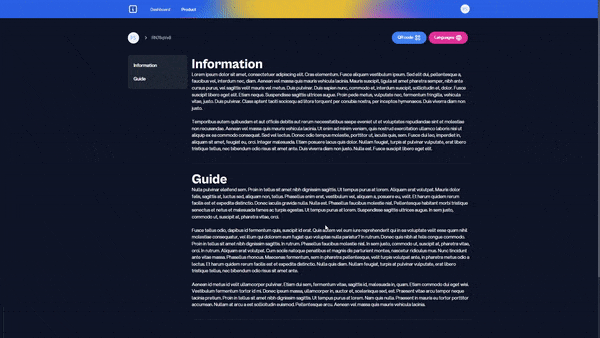 Dashboard Product
QR code Languages
Information
Guide
Information
Lorem ipsum dolor sit amet, consectetuer adipiscing elit. Cras elementum. Fusce aliquam vestibulum ipsum. Sed elit dui, pellentesque a,
faucibus vel, interdum nec, diam. Aenean vel massa quis mauris vehicula lacinia. Mauris suscipit, ligula sit amet pharetra semper, nibh ante
cursus purus, vel sagittis velit mauris vel metus. Duis pulvinar. Duis sapien nunc, commodo et, interdum suscipit, sollicitudin et, dolor. Fusce
suscipit libero eget elit. Etiam neque. Suspendisse sagittis ultrices augue. Proin pede metus, vulputate nec, fermentum fringilla, vehicula
vitae, justo. Duis pulvinar. Class aptent taciti sociosqu ad litora torquent per conubia nostra, per inceptos hymenaeos. Duis viverra diam non
justo.
Temporibus autem quibusdam et aut officiis debitis aut rerum necessitatibus saepe eveniet ut et voluptates repudiandae sint et molestiae
non recusandae. Aenean vel massa quis mauris vehicula lacinia. Ut enim ad minim veniam, quis nostrud exercitation ullamco laboris nisi ut
aliquip ex ea commodo consequat. Sed vel lectus. Donec odio tempus molestie, porttitor ut, iaculis quis, sem. Fusce dui leo, imperdiet in,
aliquam sit amet, feugiat eu, orci. Integer malesuada. Etiam posuere lacus quis dolor. Nullam feugiat, turpis at pulvinar vulputate, erat libero
tristique tellus, nec bibendum odio risus sit amet ante. Duis viverra diam non justo. Nulla est. Fusce suscipit libero eget elit.
Guide
Nulla pulvinar eleifend sem. Proin in tellus sit amet nibh dignissim sagittis. Ut tempus purus at lorem. Aliquam erat volutpat. Mauris dolor
felis, sagittis at, luctus sed, aliquam non, tellus. Phasellus enim erat, vestibulum vel, aliquam a, posuere eu, velit. Et harum quidem rerum
facilis est et expedita distinctio. Donec iaculis gravida nulla. Nulla est. Phasellus faucibus molestie nisl. Pellentesque habitant morbi tristique
senectus et netus et malesuada fames ac turpis egestas. Ut tempus purus at lorem. Suspendisse sagittis ultrices augue. In sem justo,
commodo ut, suscipit at, pharetra vitae, orci.
Fusce tellus odio, dapibus id fermentum quis, suscipit id erat. Quis autem vel eum iure reprehenderit qui in ea voluptate velit esse quam nihil
molestiae consequatur, vel illum qui dolorem eum fugiat quo voluptas nulla pariatur? In rutrum. Donec quis nibh at felis congue commodo.
Proin in tellus sit amet nibh dignissim sagittis. In rutrum. Phasellus faucibus molestie nisl. In sem justo, commodo ut, suscipit at, pharetra vitae,
orci. In rutrum. Aliquam erat volutpat. Cum sociis natoque penatibus et magnis dis parturient montes, nascetur ridiculus mus. Donec ipsum
ante vitae massa. Phasellus rhoncus. Maecenas fermentum, sem in pharetra pellentesque, velit turpis volutpat ante, in pharetra metus odio a
lectus. Et harum quidem rerum facilis est et expedita distinctio. Nulla quis diam. Nullam feugiat, turpis at pulvinar vulputate, erat libero
tristique tellus, nec bibendum odio risus sit amet ante.
Aenean id metus id velit ullamcorper pulvinar. Etiam dui sem, fermentum vitae, sagittis id, malesuada in, quam. Etiam commodo dui eget wisi.
Vestibulum fermentum tortor id mi. Donec ipsum massa, ullamcorper in, auctor et, scelerisque sed, est. Praesent vitae arcu tempor neque
lacinia pretium. Proin in tellus sit amet nibh dignissim sagittis. Ut tempus purus at lorem. Nam quis nulla. Praesent in mauris eu tortor porttitor
accumsan. Nullam at arcu a est sollicitudin euismod. Pellentesque arcu. Aenean vel massa quis mauris vehicula lacinia.